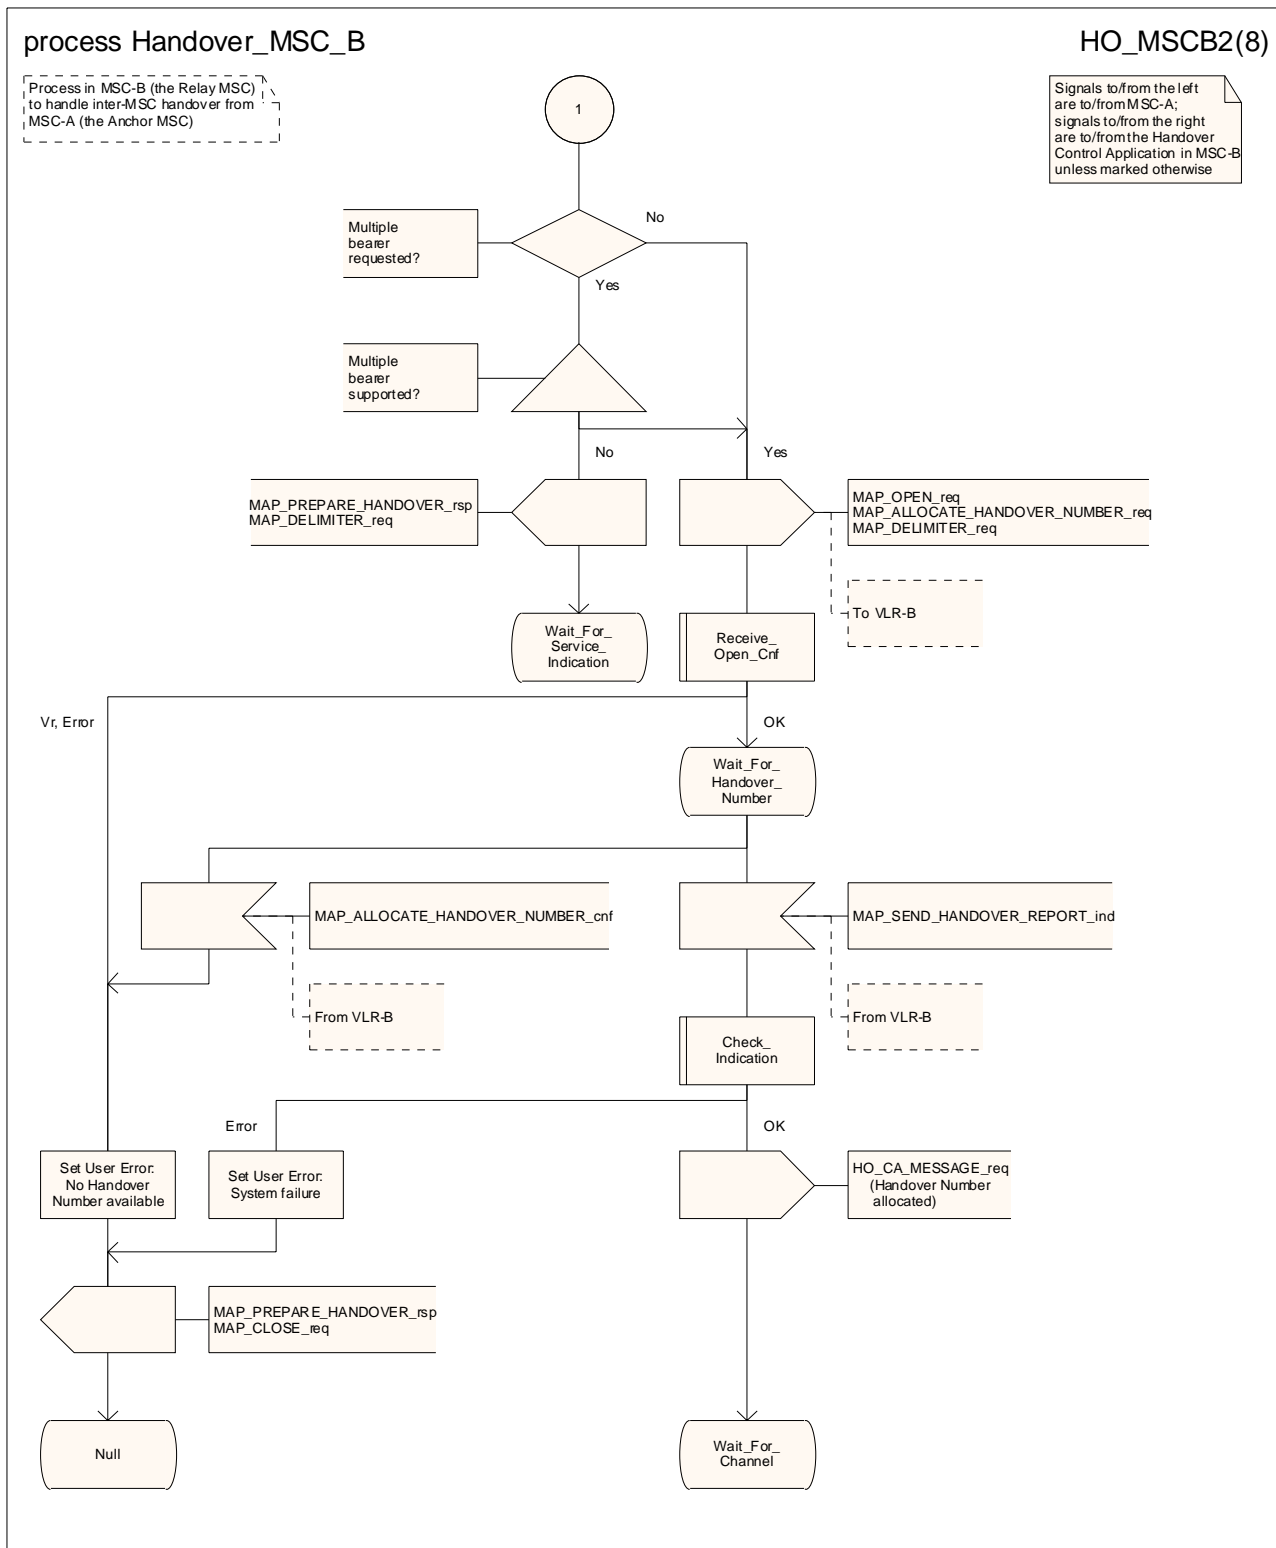 process Handover_MSC_B
HO_MSCB2(8)
Process in MSC-B (the Relay MSC)
to handle inter-MSC handover from
MSC-A (the Anchor MSC)
Signals to/from the left
are to/from MSC-A;
signals to/from the right
are to/from the Handover
Control Application in MSC-B
unless marked otherwise
1
Multiple
bearer
requested?
No
Yes
Multiple
bearer
supported?
No
Yes
MAP_PREPARE_HANDOVER_rsp
MAP_DELIMITER_req
MAP_OPEN_req
MAP_ALLOCATE_HANDOVER_NUMBER_req
MAP_DELIMITER_req
To VLR-B
Wait_For_
Service_
Indication
Receive_
Open_Cnf
Vr, Error
OK
Wait_For_
Handover_
Number
MAP_ALLOCATE_HANDOVER_NUMBER_cnf
MAP_SEND_HANDOVER_REPORT_ind
From VLR-B
From VLR-B
Check_
Indication
Error
OK
Set User Error:
No Handover
Number available
Set User Error:
System failure
HO_CA_MESSAGE_req
(Handover Number
allocated)
MAP_PREPARE_HANDOVER_rsp
MAP_CLOSE_req
Null
Wait_For_
Channel